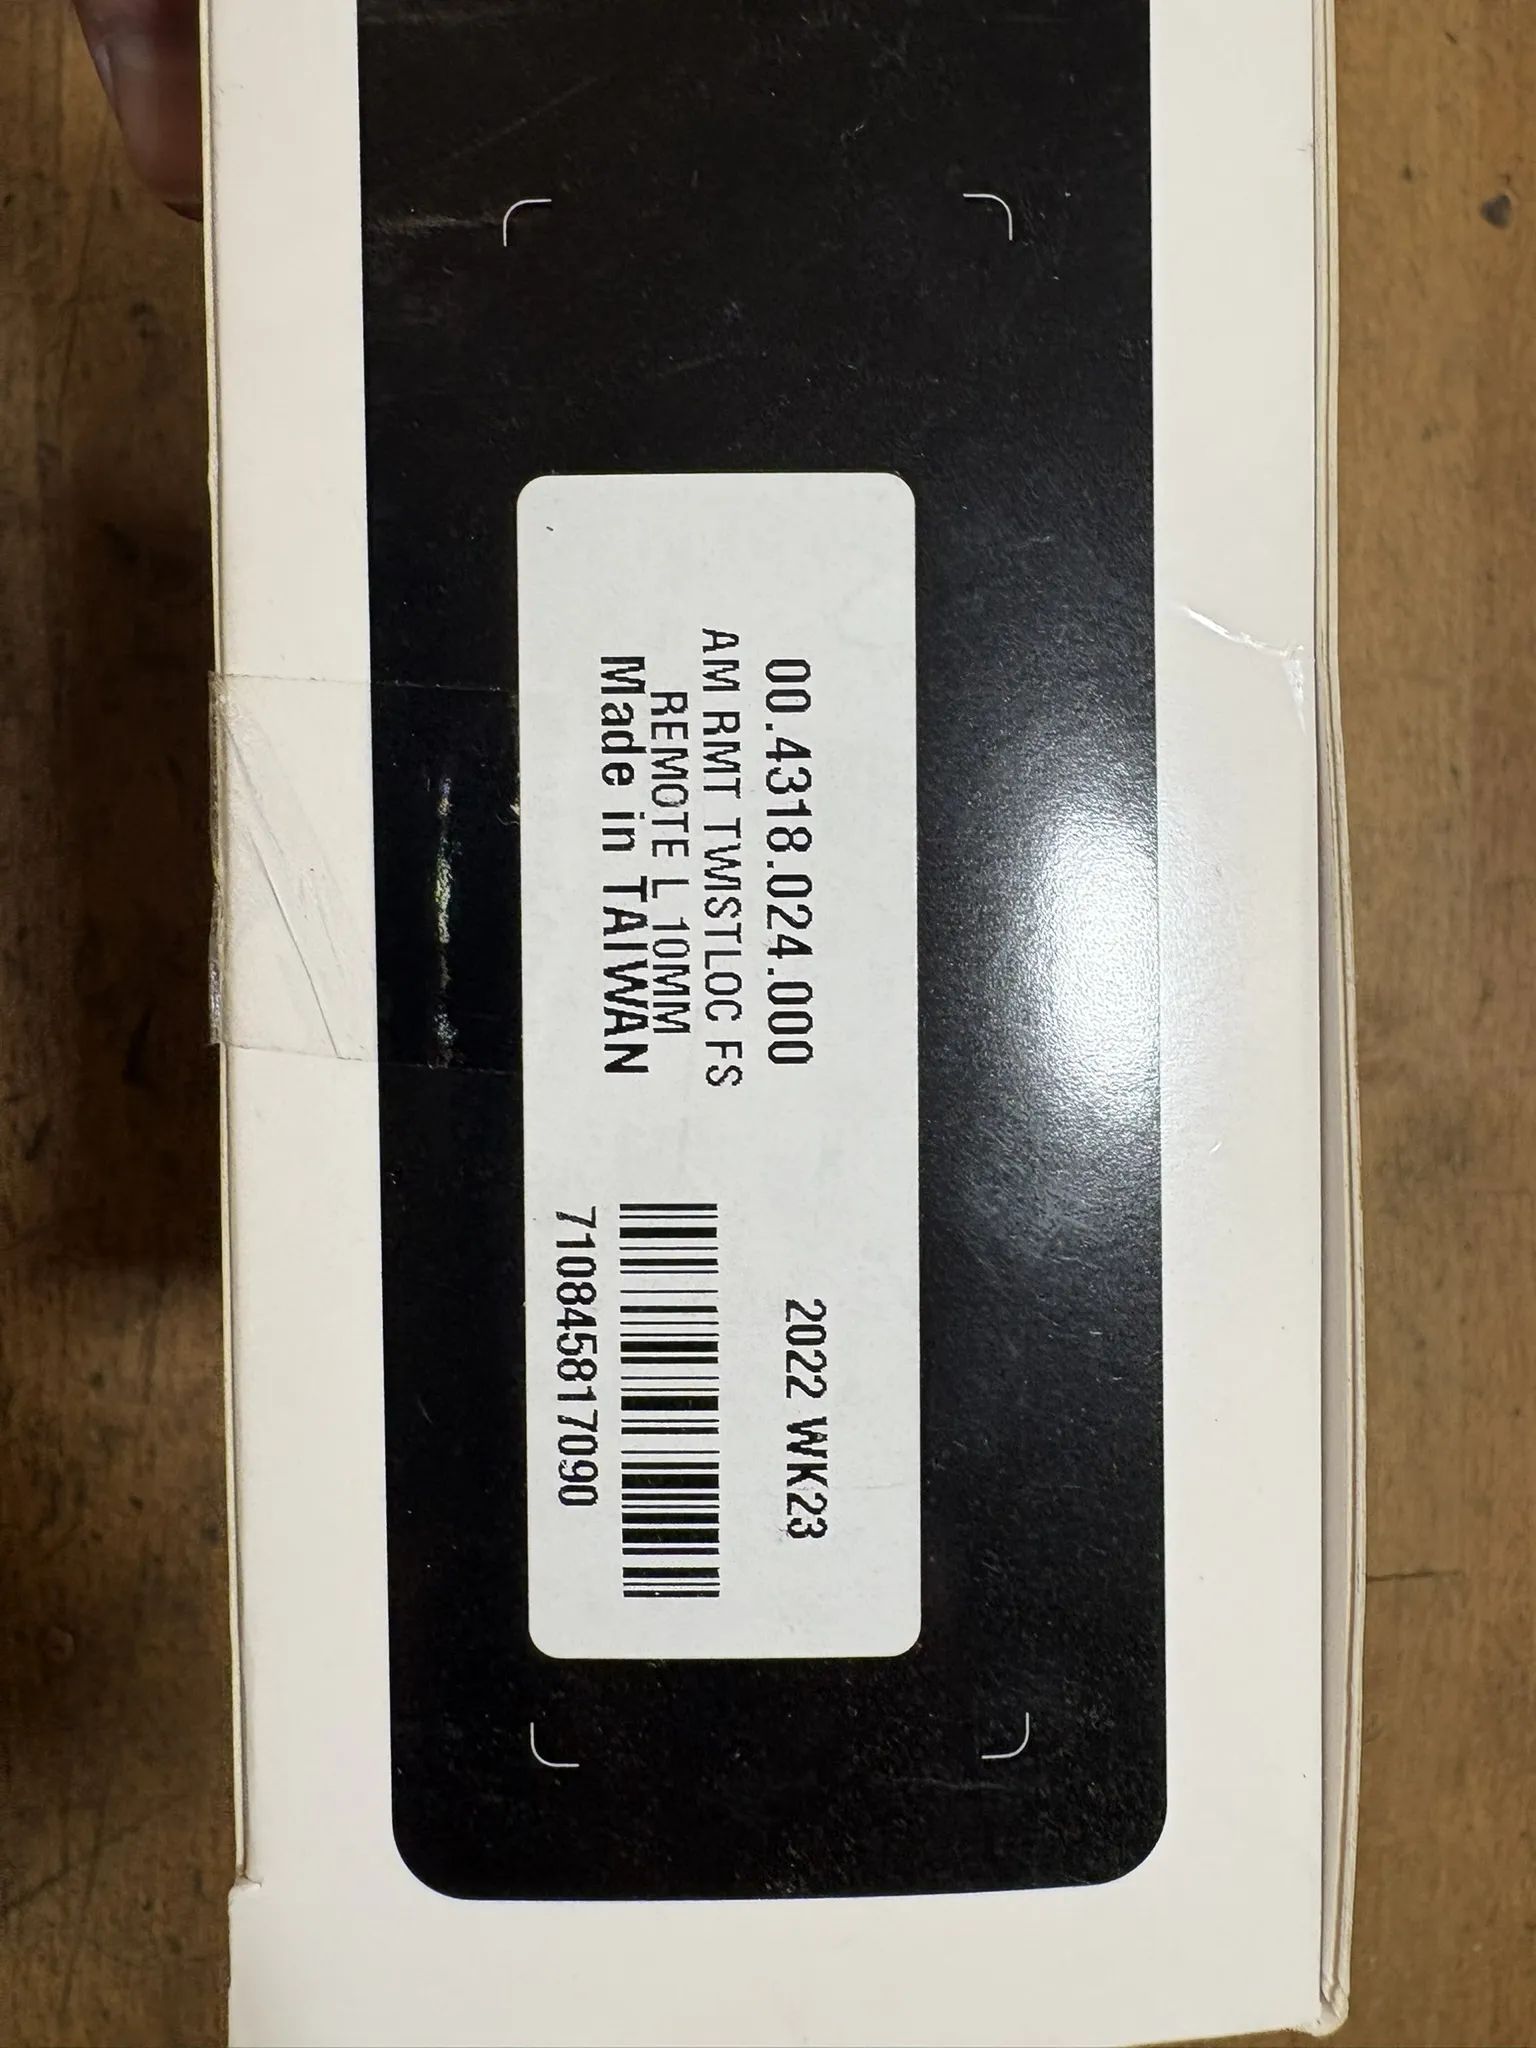 00.4318.024.000
AM RMT TWISTLOC FS
REMOTE L 10MM
Made in TAIWAN
2022 WK23
710845817090